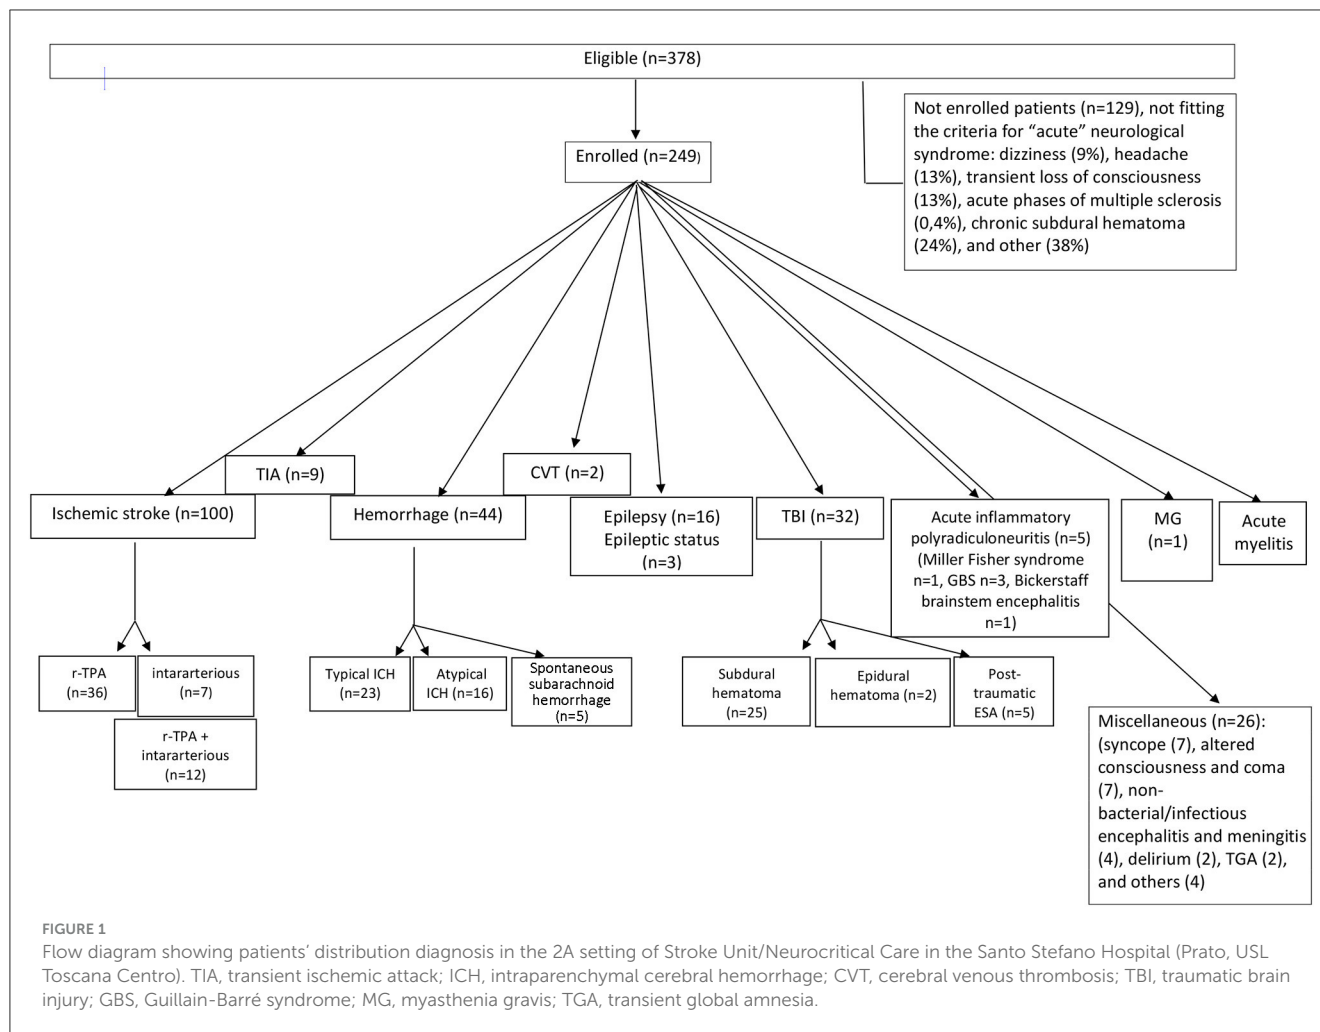 Eligible (n=378)
Not enrolled patients (n=129), not fitting
the criteria for “acute” neurological
syndrome: dizziness (9%), headache
(13%), transient loss of consciousness
(13%), acute phases of multiple sclerosis
(0,4%), chronic subdural hematoma
(24%), and other (38%)
Enrolled (n=249)
TIA (n=9)
CVT (n=2)
Ischemic stroke (n=100)
Hemorrhage (n=44)
Epilepsy (n=16)
Epileptic status
(n=3)
TBI (n=32)
Acute inflammatory
polyradiculoneuritis (n=5)
(Miller Fisher syndrome
n=1, GBS n=3, Bickerstaff
brainstem encephalitis
n=1)
MG
(n=1)
Acute
myelitis
r-TPA
(n=36)
intararterious
(n=7)
r-TPA +
intararterious
(n=12)
Typical ICH
(n=23)
Atypical
ICH (n=16)
Spontaneous
subarachnoid
hemorrhage
(n=5)
Subdural
hematoma
(n=25)
Epidural
hematoma (n=2)
Post-
traumatic
ESA (n=5)
Miscellaneous (n=26):
(syncope (7), altered
consciousness and coma
(7), non-
bacterial/infectious
encephalitis and meningitis
(4), delirium (2), TGA (2),
and others (4)
FIGURE 1
Flow diagram showing patients’ distribution diagnosis in the 2A setting of Stroke Unit/Neurocritical Care in the Santo Stefano Hospital (Prato, USL
Toscana Centro). TIA, transient ischemic attack; ICH, intraparenchymal cerebral hemorrhage; CVT, cerebral venous thrombosis; TBI, traumatic brain
injury; GBS, Guillain-Barré syndrome; MG, myasthenia gravis; TGA, transient global amnesia.